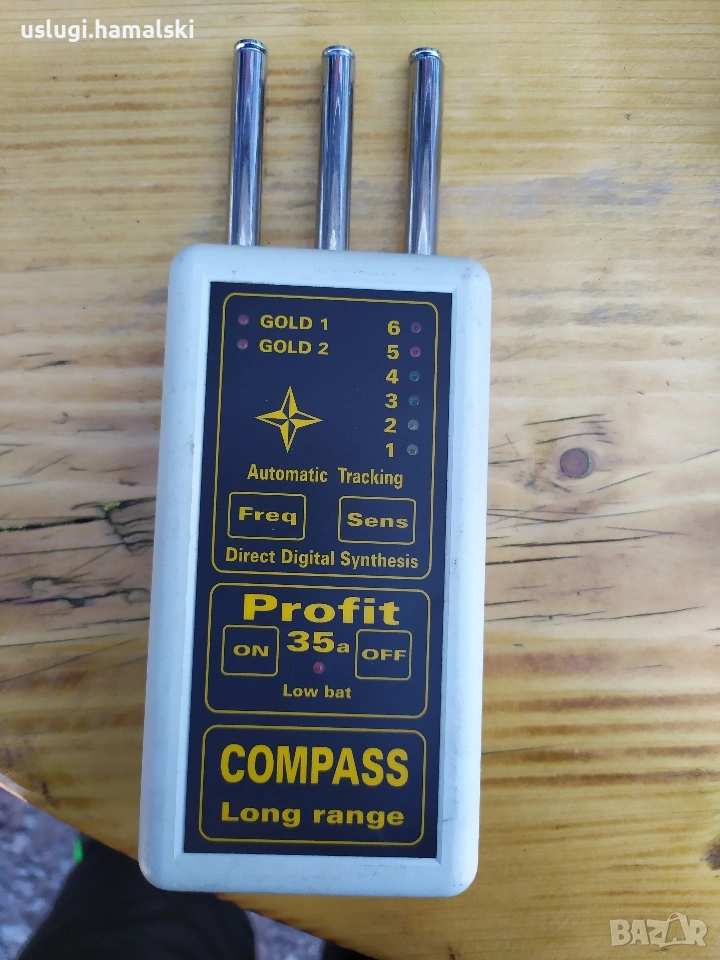 uslugi.hamalski
GOLD 1
GOLD 2
6
5
4
3
2
1
Automatic Tracking
Freq
Sens
Direct Digital Synthesis
Profit
35a
ON
OFF
Low bat
COMPASS
Long range
BAZAR